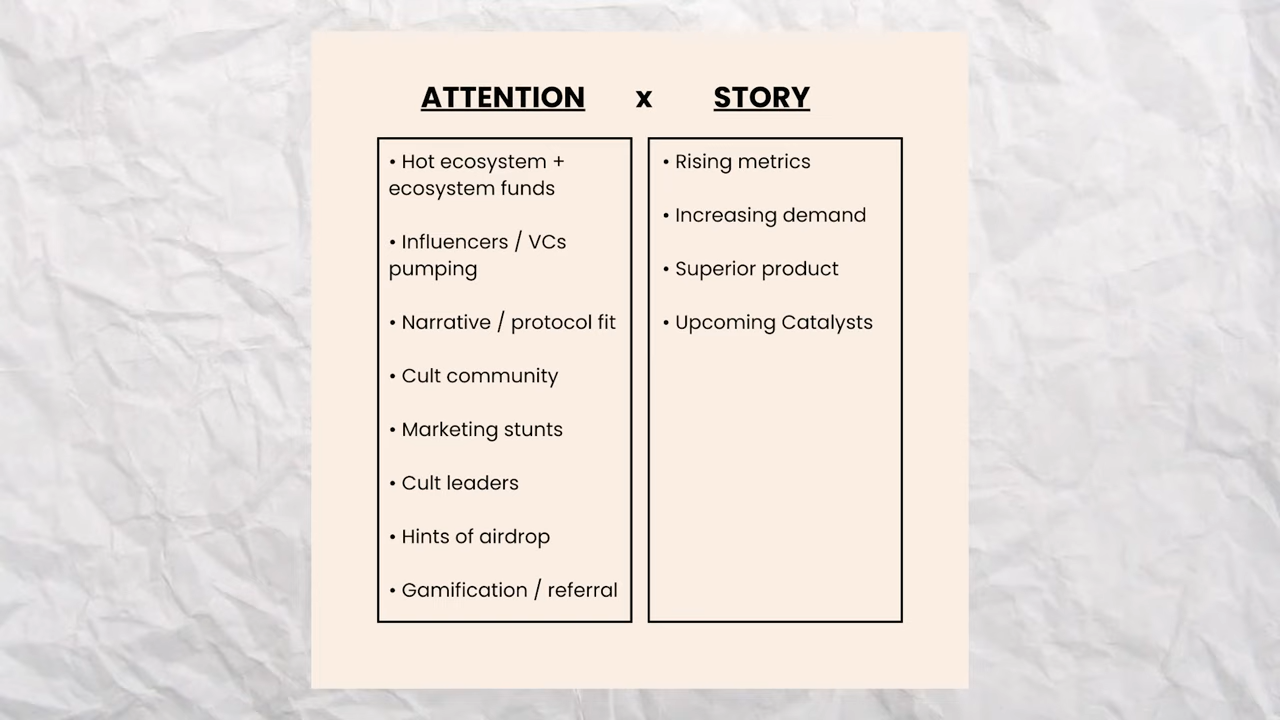 ATTENTION x STORY
• Hot ecosystem +
ecosystem funds
• Influencers / VCs
pumping
• Narrative / protocol fit
• Cult community
• Marketing stunts
• Cult leaders
• Hints of airdrop
• Gamification / referral
• Rising metrics
• Increasing demand
• Superior product
• Upcoming Catalysts